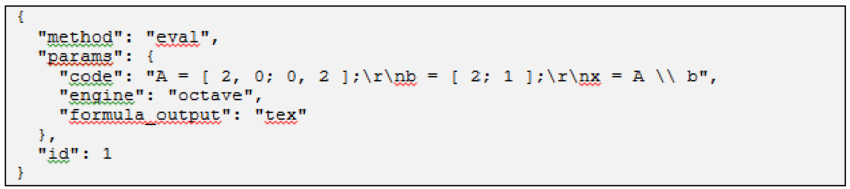 {
  "method": "eval",
  "params": {
    "code": "A = [ 2, 0; 0, 2 ];\r\nb = [ 2; 1 ];\r\nx = A \\ b",
    "engine": "octave",
    "formula_output": "tex"
  },
  "id": 1
}